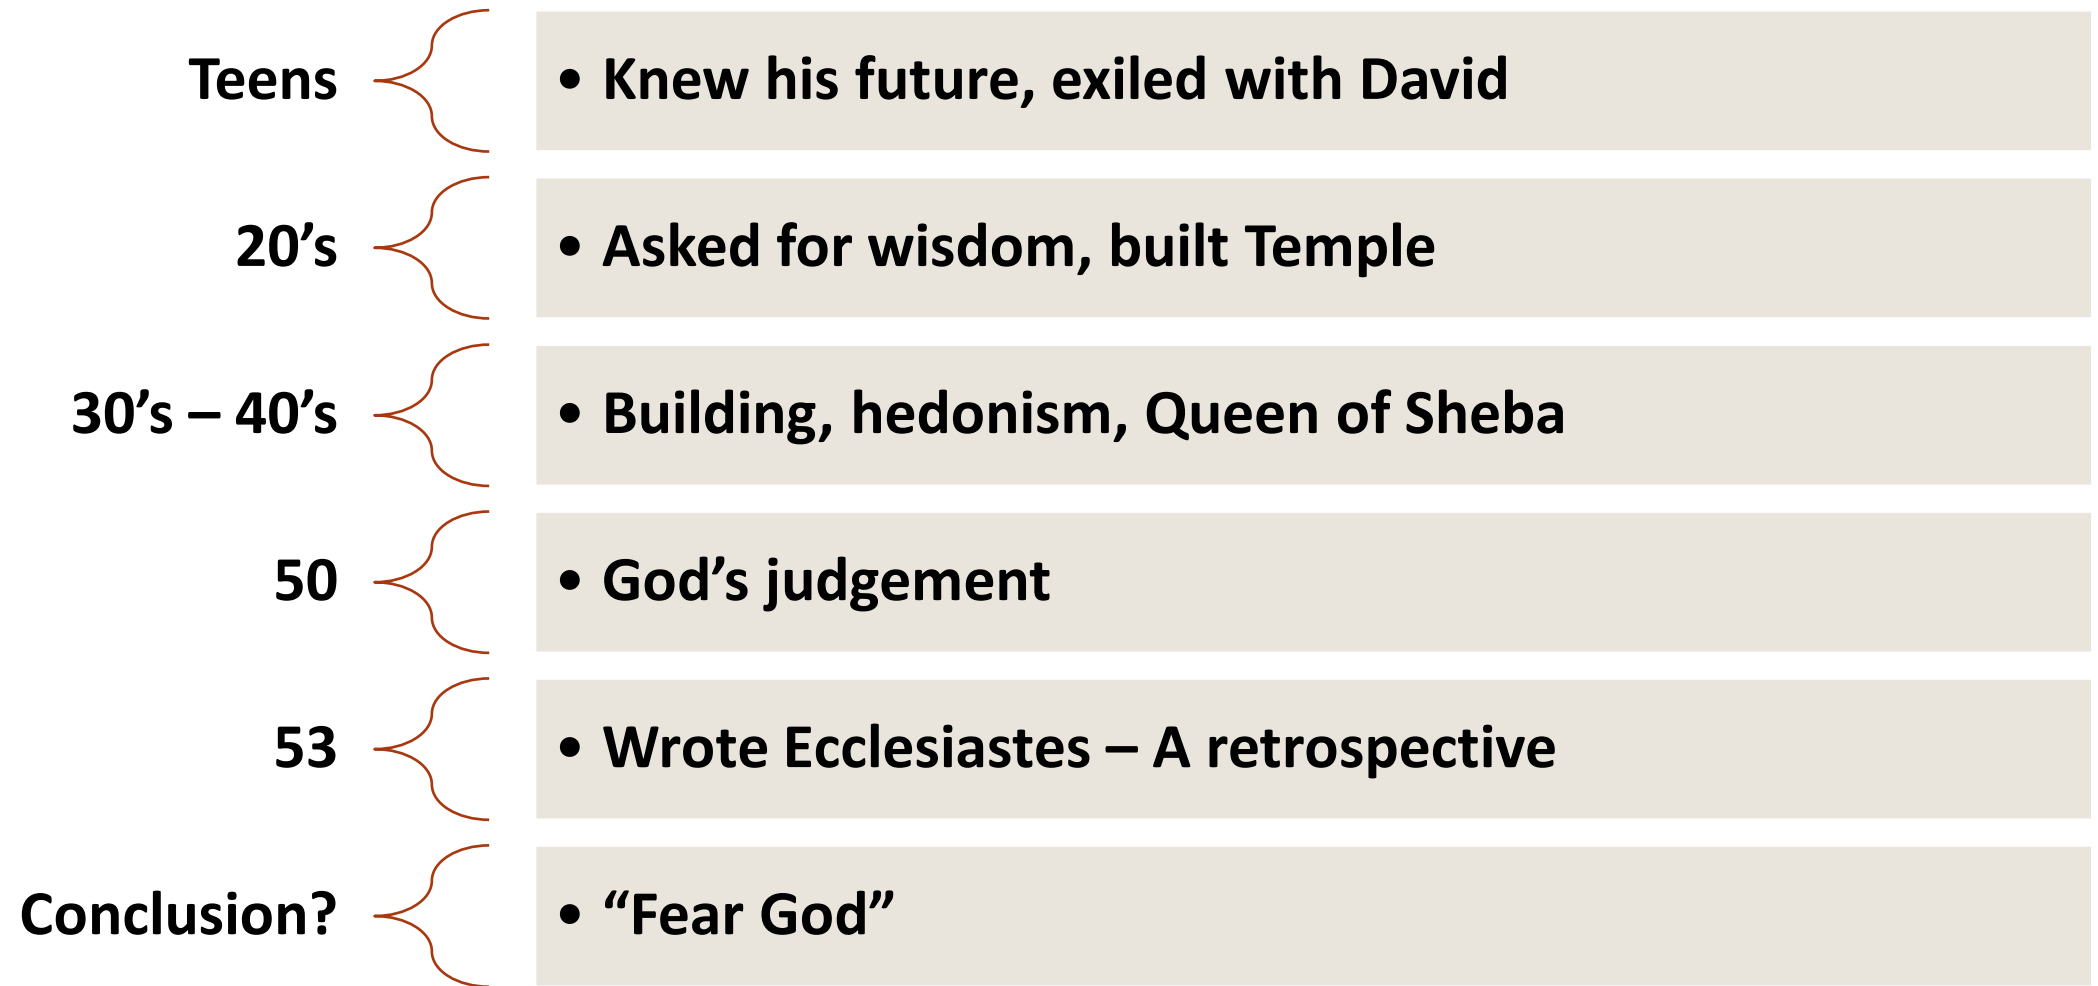 Teens
• Knew his future, exiled with David
20’s
• Asked for wisdom, built Temple
30’s – 40’s
• Building, hedonism, Queen of Sheba
50
• God’s judgement
53
• Wrote Ecclesiastes – A retrospective
Conclusion?
• “Fear God”